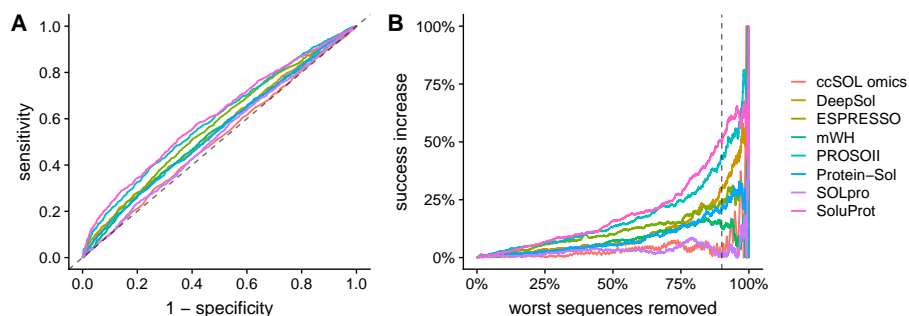 A
sensitivity
1.0
0.8
0.6
0.4
0.2
0.0
0.0 0.2 0.4 0.6 0.8 1.0
1 − specificity
B
success increase
100%
75%
50%
25%
0%
0% 25% 50% 75% 100%
worst sequences removed
ccSOL omics
DeepSol
ESPRESSO
mWH
PROSOII
Protein−Sol
SOLpro
SoluProt